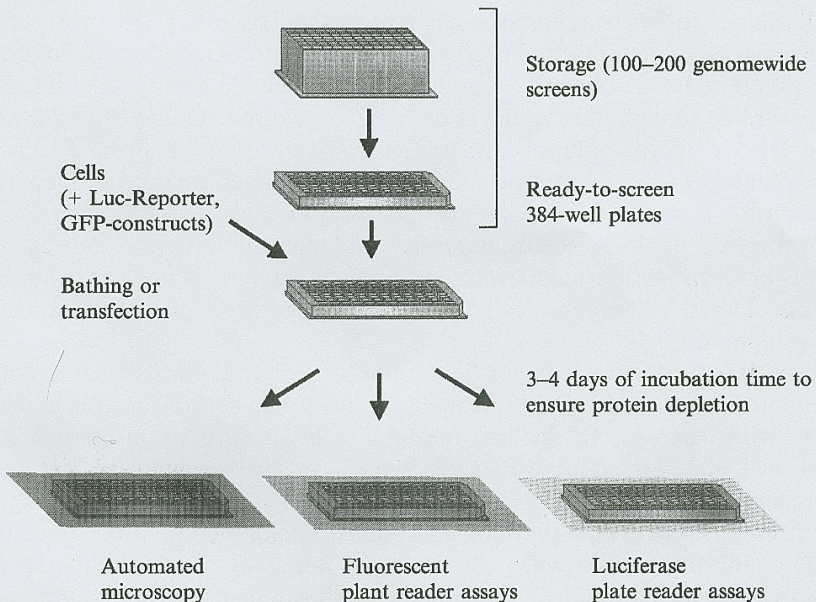 Storage (100–200 genomewide
screens)
Cells
(+ Luc-Reporter,
GFP-constructs)
Ready-to-screen
384-well plates
Bathing or
transfection
3–4 days of incubation time to
ensure protein depletion
Automated
microscopy
Fluorescent
plant reader assays
Luciferase
plate reader assays